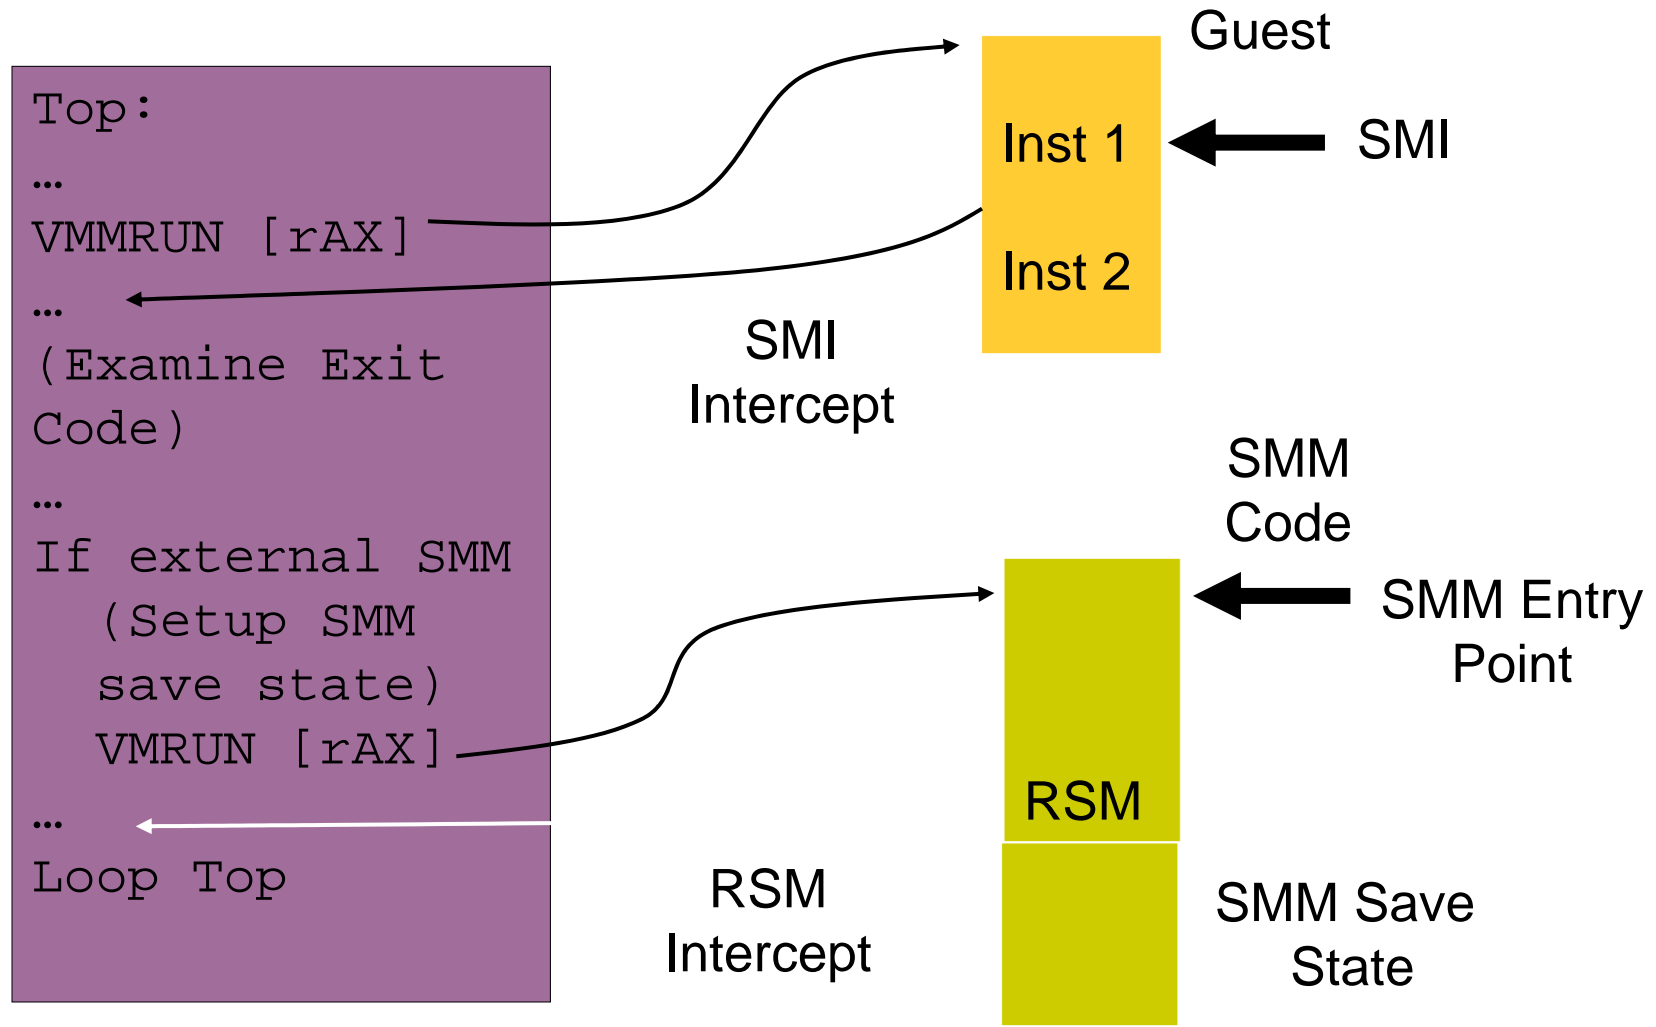 Top:
…
VMMRUN [rAX]
…
(Examine Exit
Code)
…
If external SMM
(Setup SMM
save state)
VMRUN [rAX]
…
Loop Top
Guest
Inst 1
SMI
Inst 2
SMI
Intercept
SMM
Code
SMM Entry
Point
RSM
RSM
Intercept
SMM Save
State